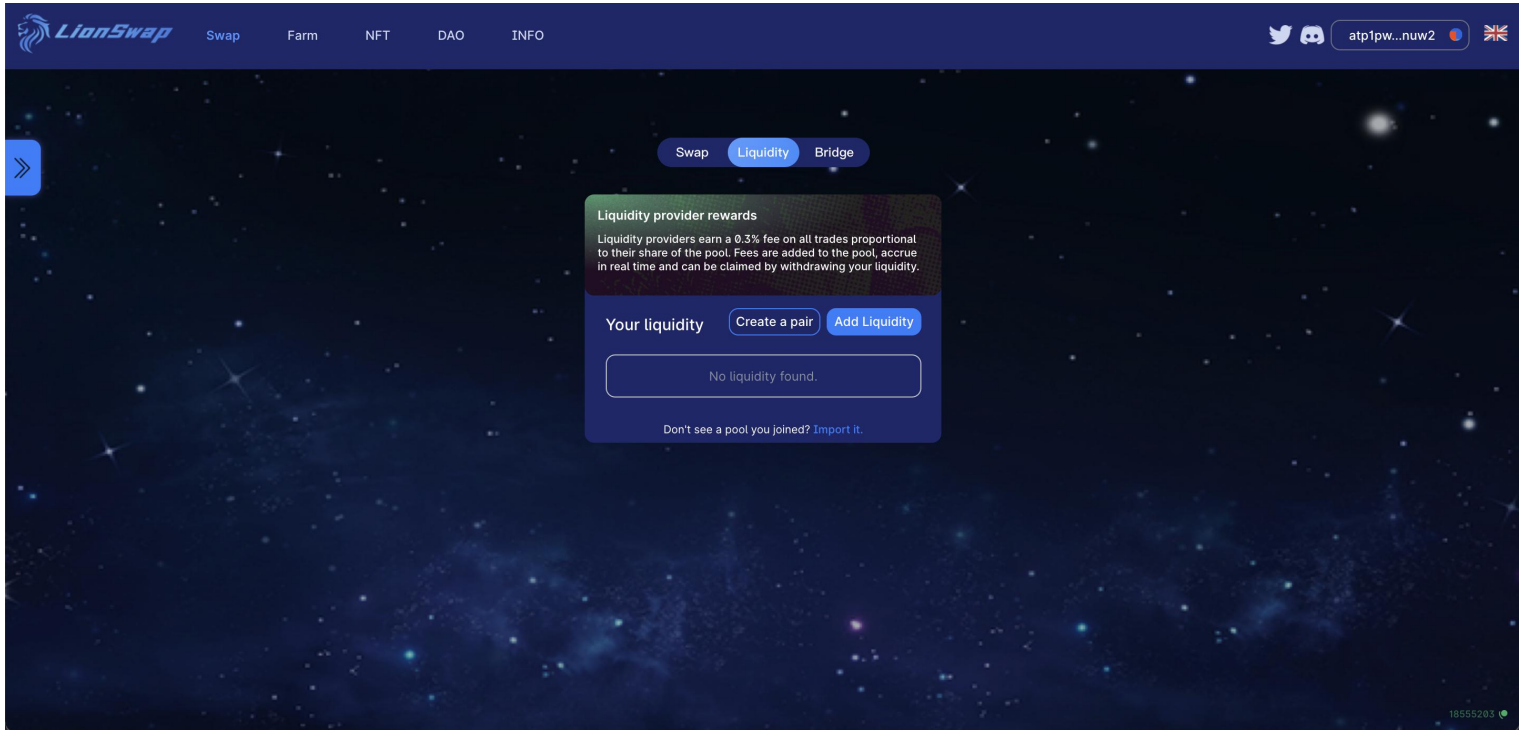 LionSwap
Swap
Farm
NFT
DAO
INFO
atp1pw...nuw2
Swap
Liquidity
Bridge
Liquidity provider rewards
Liquidity providers earn a 0.3% fee on all trades proportional
to their share of the pool. Fees are added to the pool, accrue
in real time and can be claimed by withdrawing your liquidity.
Your liquidity
Create a pair
Add Liquidity
No liquidity found.
Don't see a pool you joined? Import it.
18555203